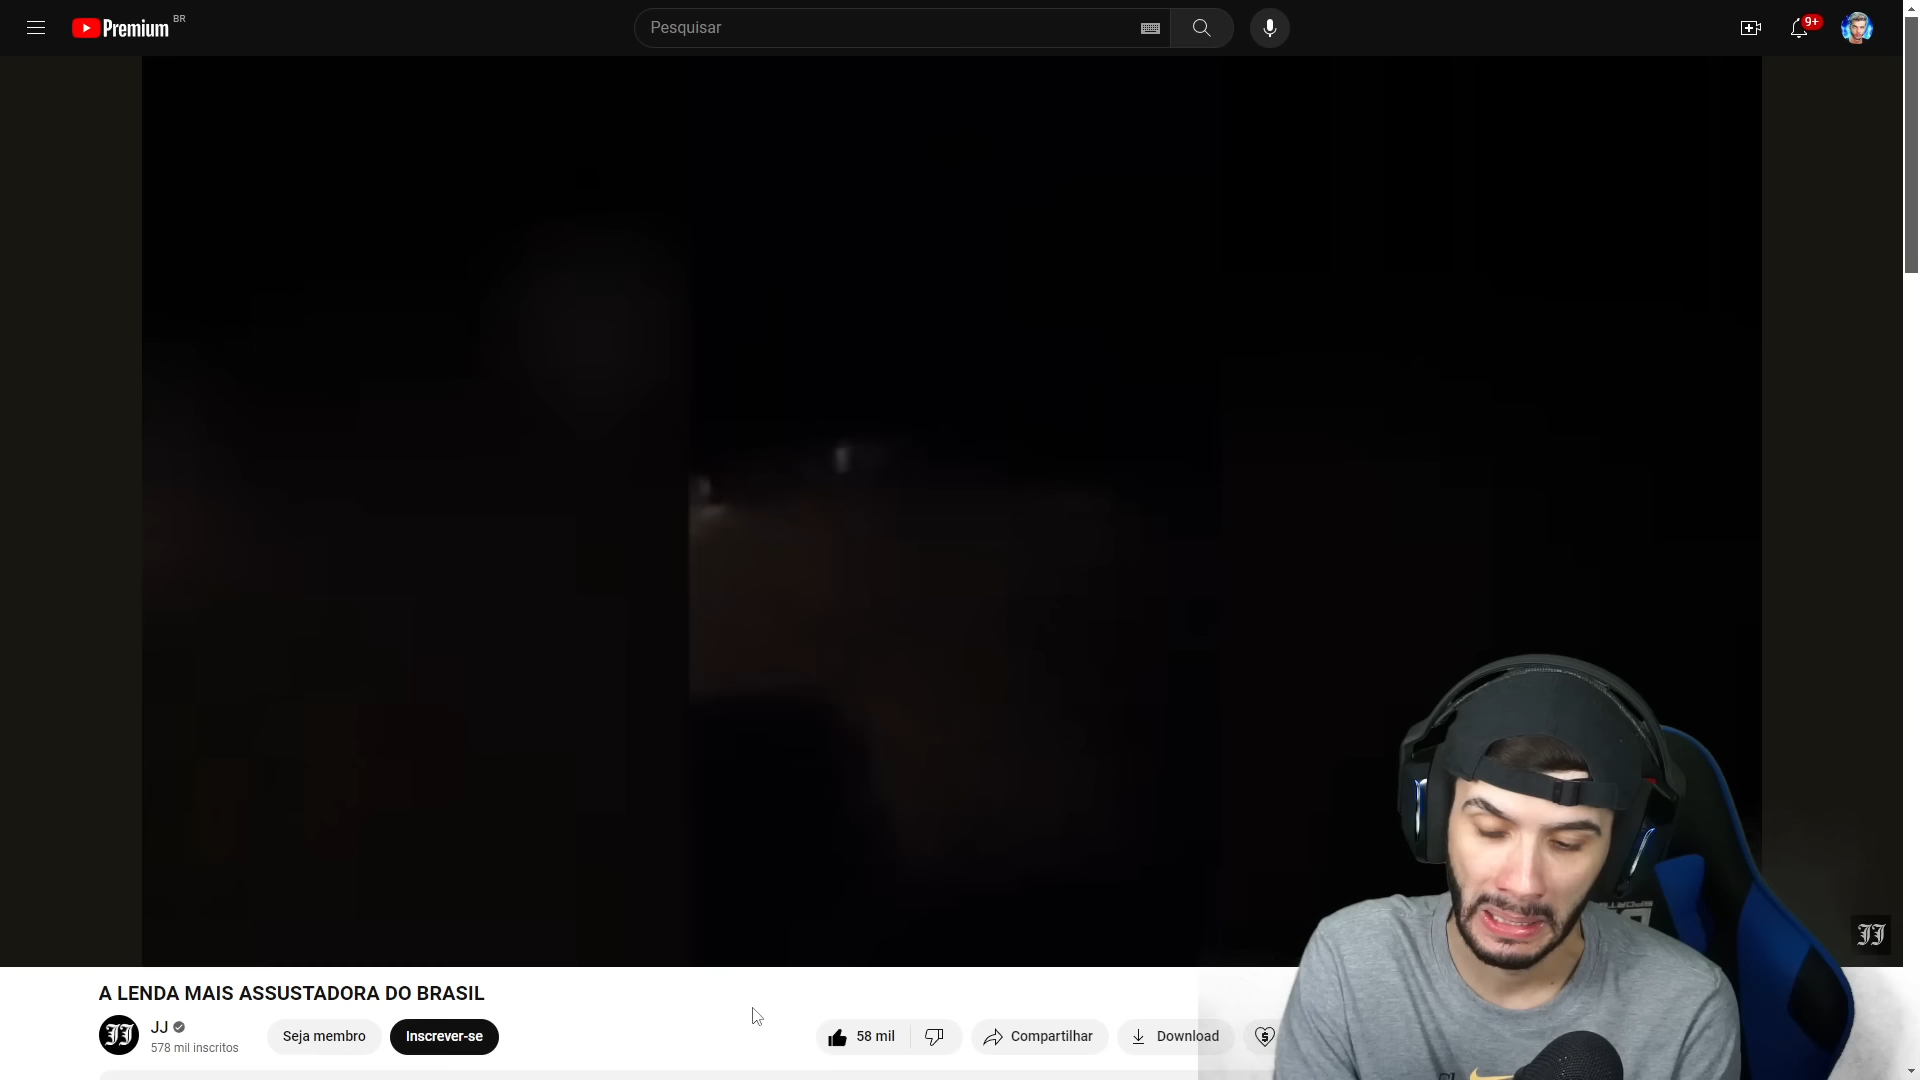 Premium BR
Pesquisar
9+
JJ
A LENDA MAIS ASSUSTADORA DO BRASIL
JJ
JJ
578 mil inscritos
Seja membro
Inscrever-se
58 mil
Compartilhar
Download